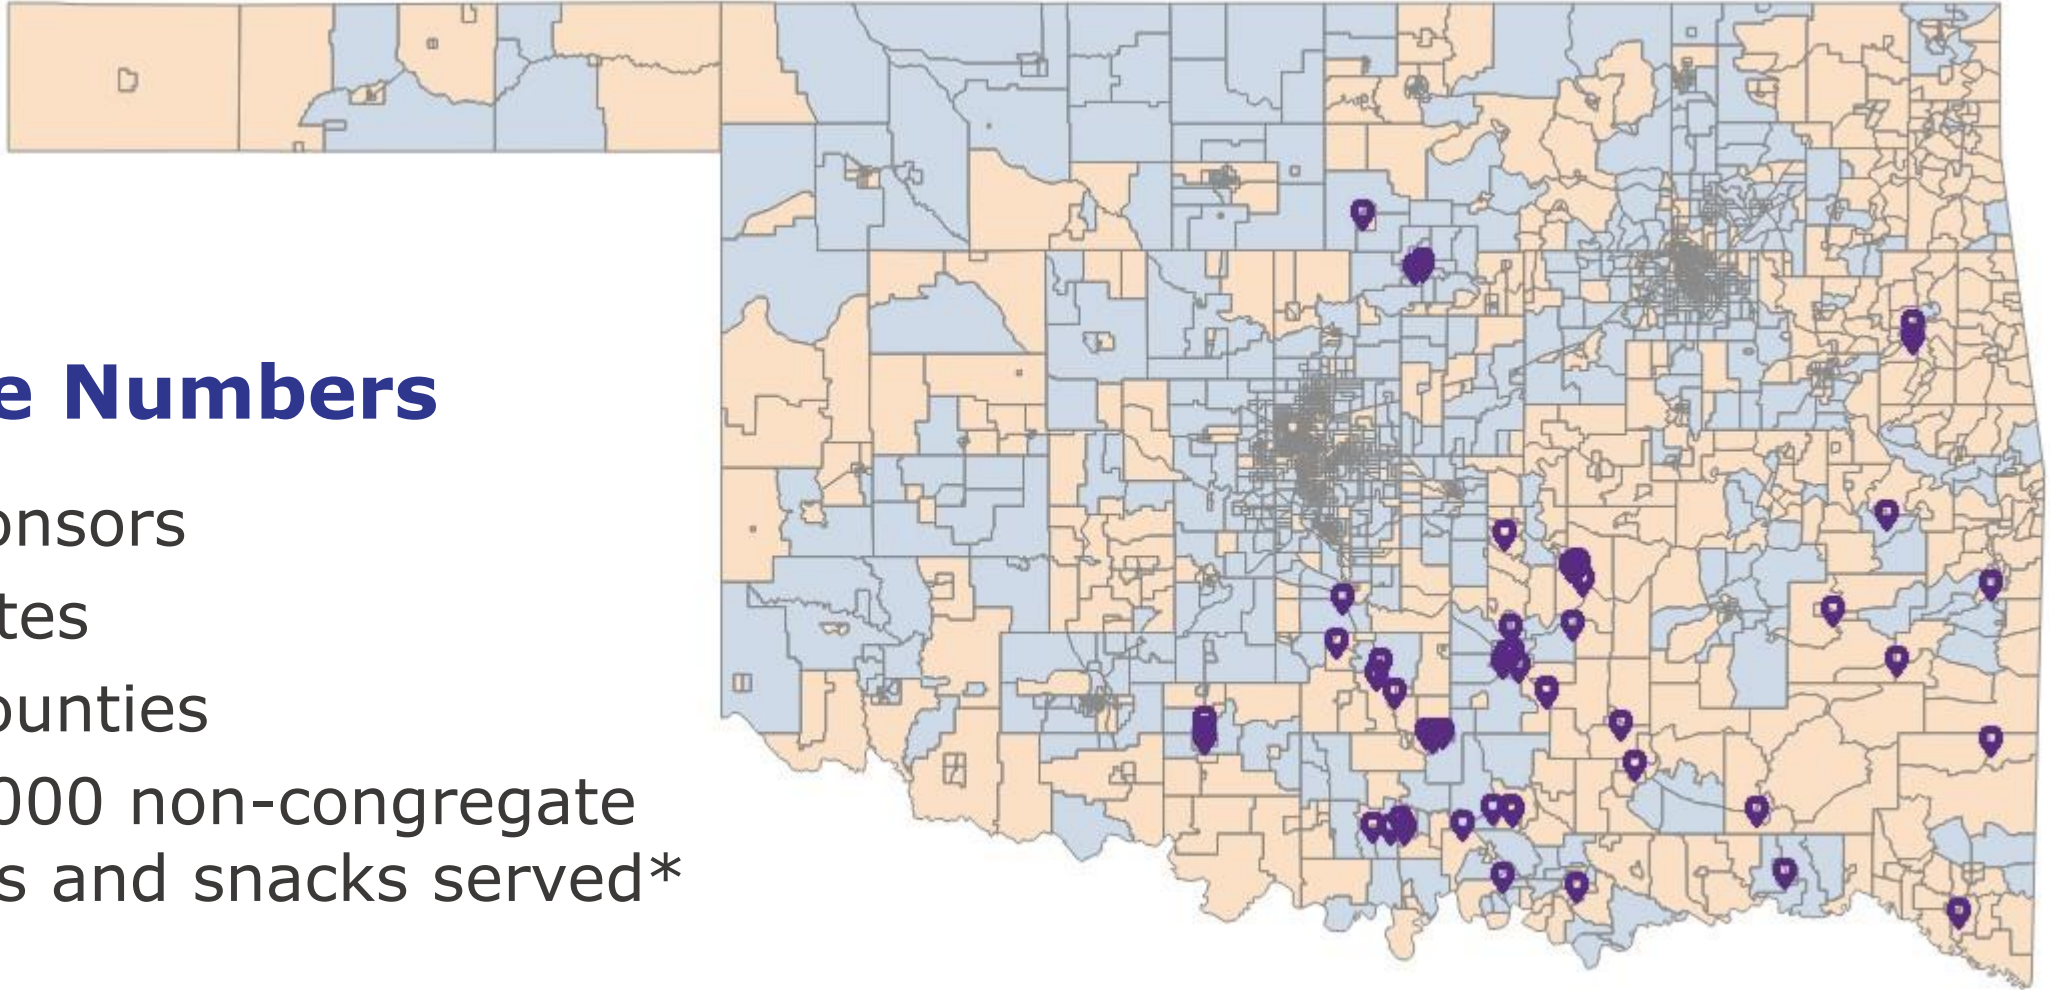 e Numbers
onsors
tes
ounties
000 non-congregate
s and snacks served*